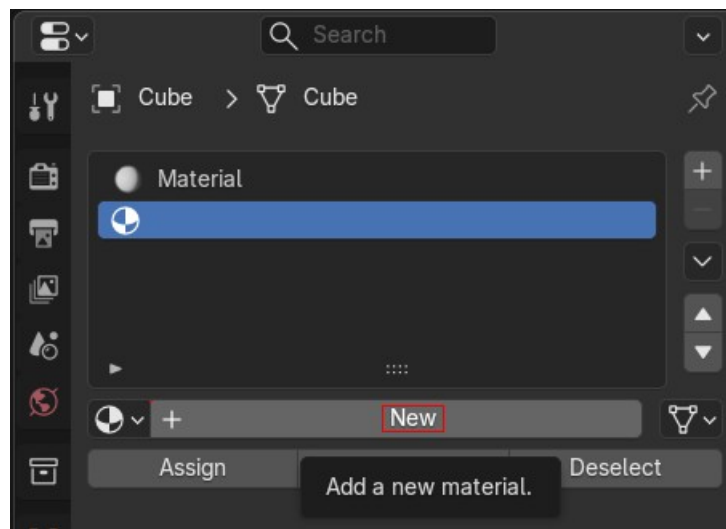 Search
Cube > Cube
Material
New
Assign Deselect
Add a new material.